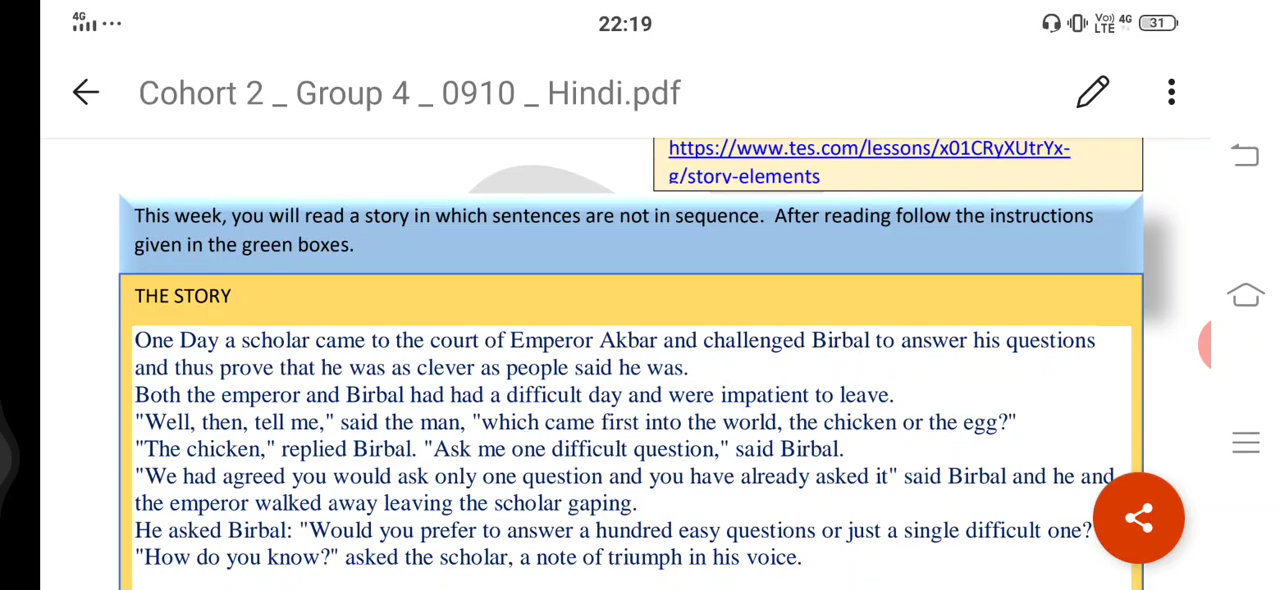 4G ...
22:19
Vo)) LTE 4G 31
Cohort 2 _ Group 4 _ 0910 _ Hindi.pdf
https://www.tes.com/lessons/x01CRyXUtrYx-
g/story-elements
This week, you will read a story in which sentences are not in sequence. After reading follow the instructions
given in the green boxes.
THE STORY
One Day a scholar came to the court of Emperor Akbar and challenged Birbal to answer his questions
and thus prove that he was as clever as people said he was.
Both the emperor and Birbal had had a difficult day and were impatient to leave.
"Well, then, tell me," said the man, "which came first into the world, the chicken or the egg?"
"The chicken," replied Birbal. "Ask me one difficult question," said Birbal.
"We had agreed you would ask only one question and you have already asked it" said Birbal and he and
the emperor walked away leaving the scholar gaping.
He asked Birbal: "Would you prefer to answer a hundred easy questions or just a single difficult one?
"How do you know?" asked the scholar, a note of triumph in his voice.